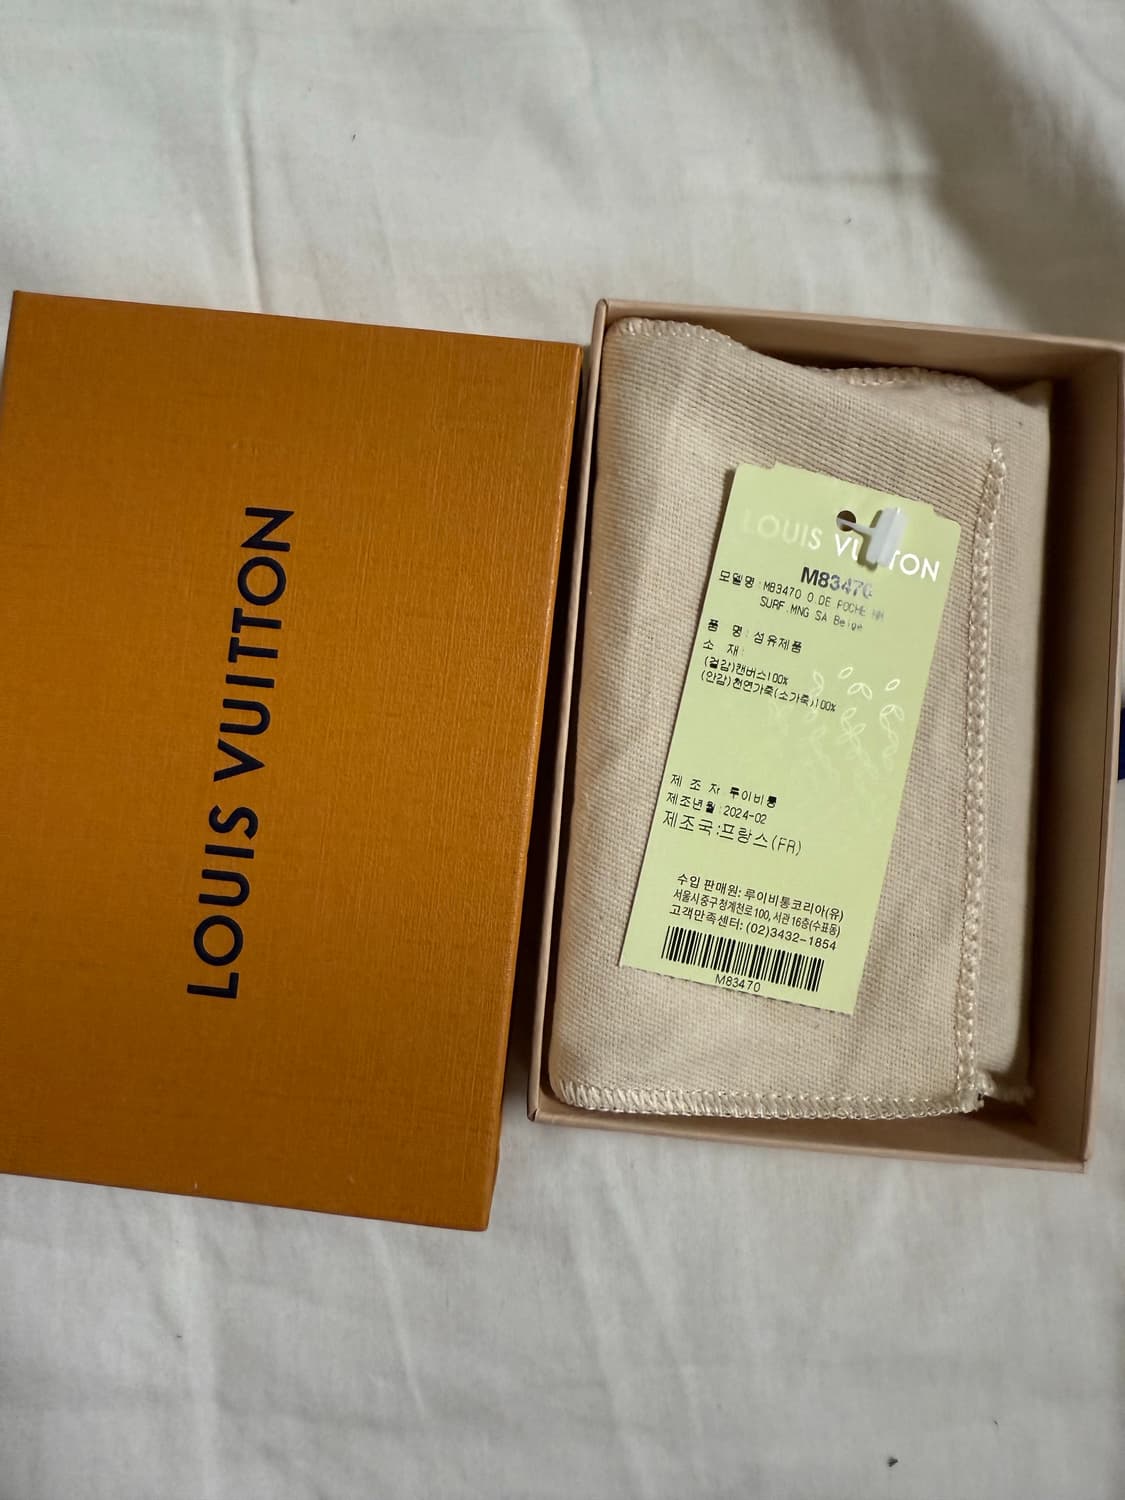 LOUIS VUITTON
LOUIS VUITTON
M83470
모델명: M83470 O.DE POCHE NM
SURF.MNG SA Beige
품 명: 섬유제품
소 재:
(겉감)캔버스100%
(안감)천연가죽(소가죽)100%
제 조 자 루이비통
제조년월 2024-02
제조국:프랑스(FR)
수입 판매원: 루이비통코리아(유)
서울시중구청계천로100, 서관16층(수표동)
고객만족센터: (02)3432-1854
M83470